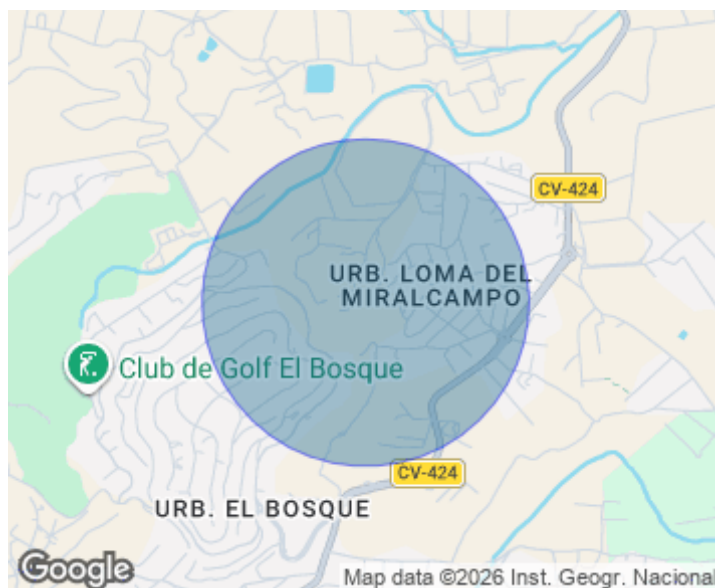 CV-424
URB. LOMA DEL
MIRALCAMPO
Club de Golf El Bosque
CV-424
URB. EL BOSQUE
Google
Map data ©2026 Inst. Geogr. Nacional